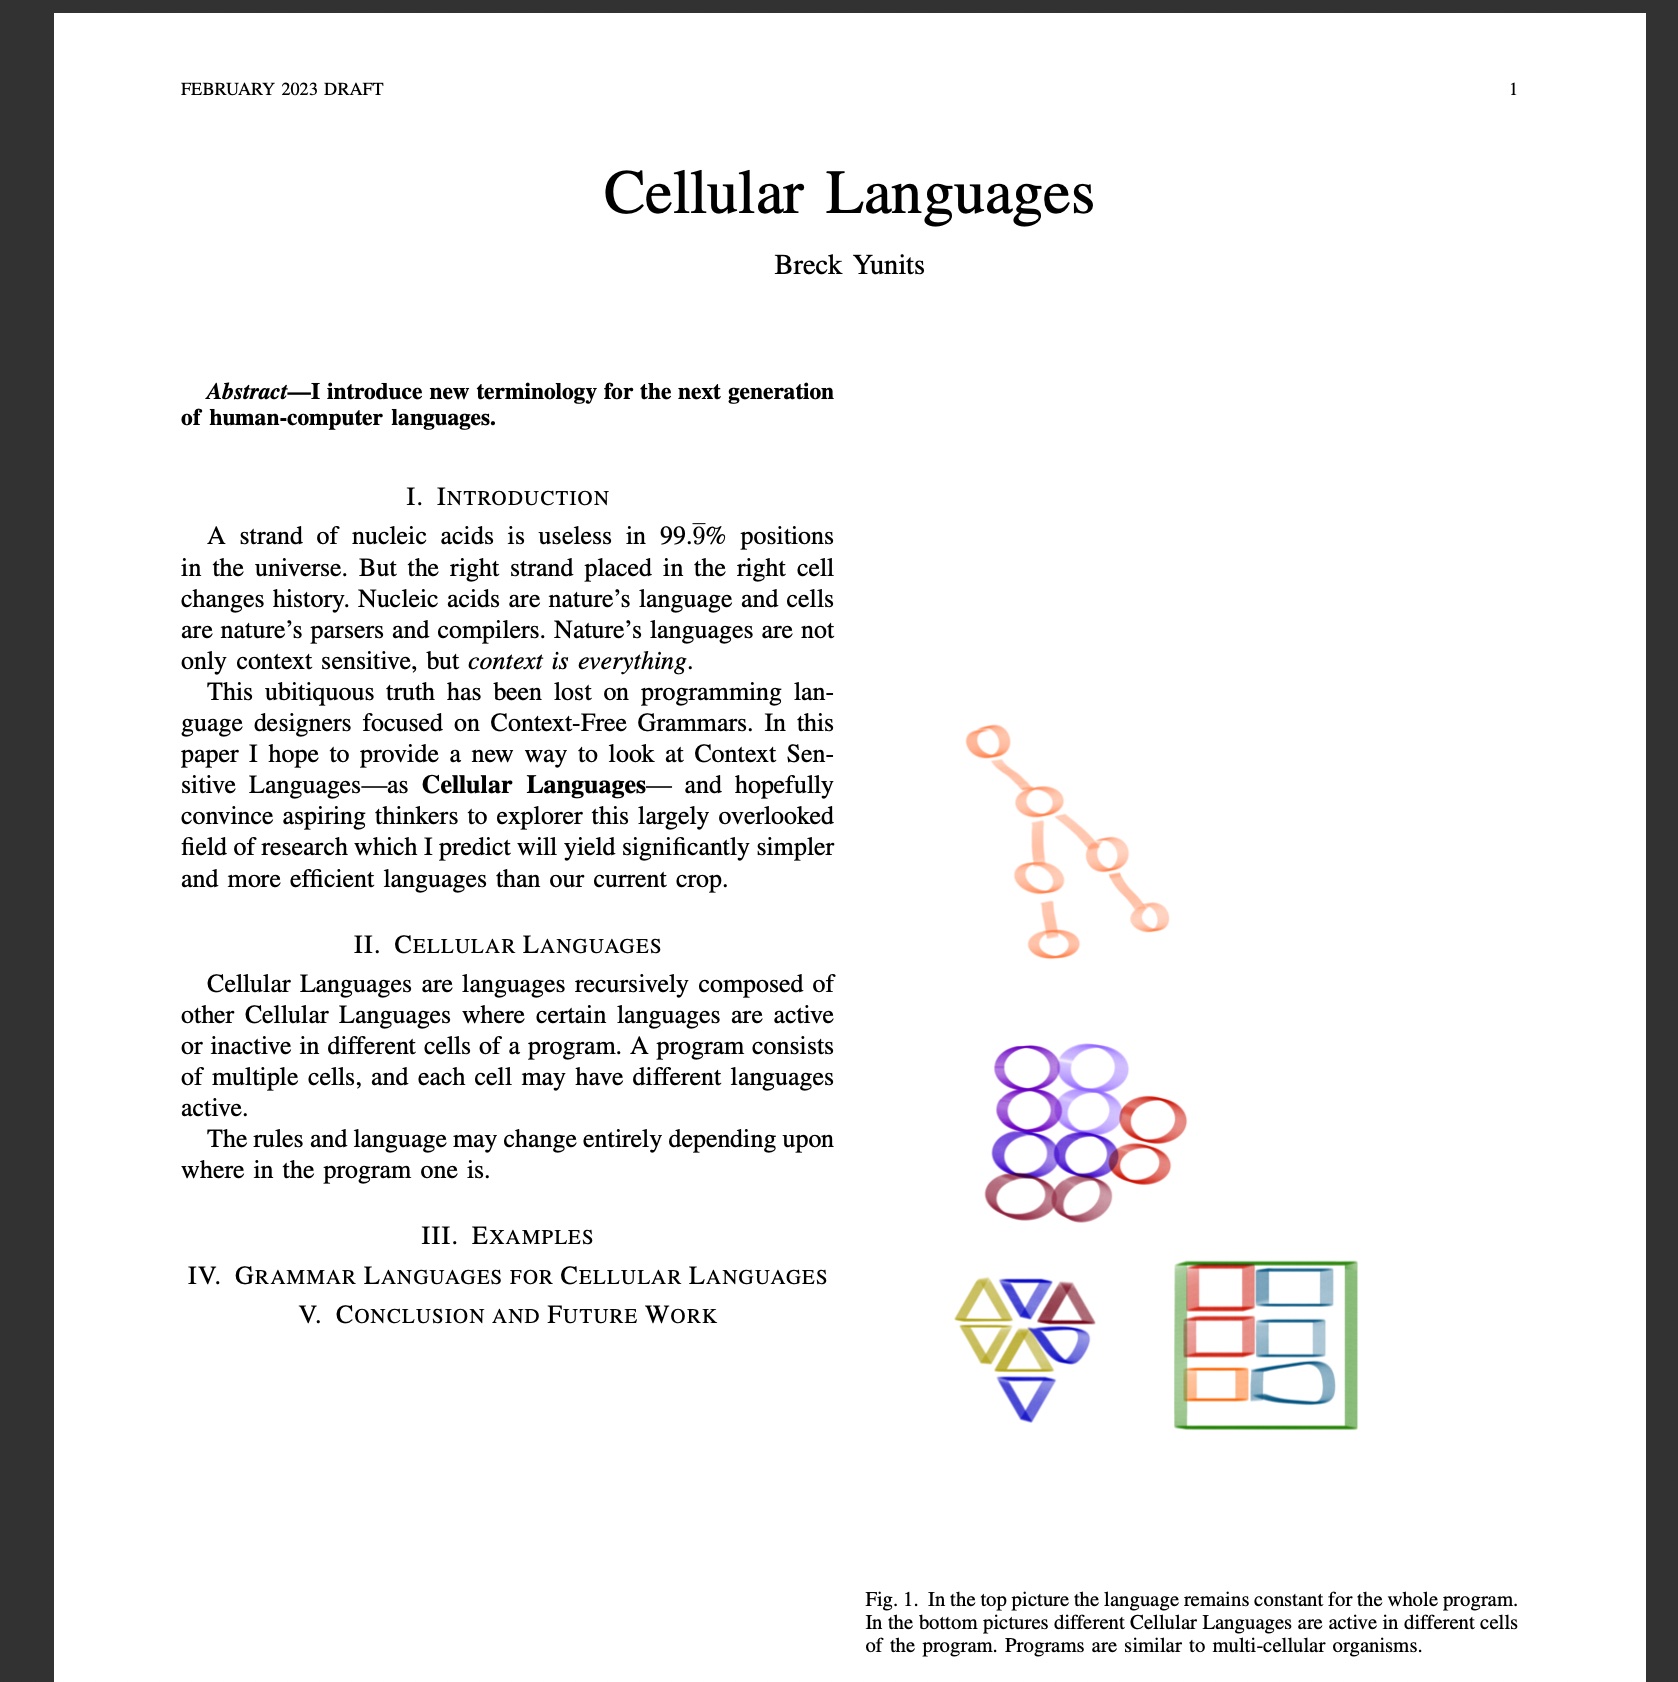 FEBRUARY 2023 DRAFT
1
Cellular Languages
Breck Yunits
Abstract—I introduce new terminology for the next generation
of human-computer languages.
I. INTRODUCTION
A strand of nucleic acids is useless in 99.9̅% positions
in the universe. But the right strand placed in the right cell
changes history. Nucleic acids are nature’s language and cells
are nature’s parsers and compilers. Nature’s languages are not
only context sensitive, but context is everything.
This ubitiquous truth has been lost on programming lan-
guage designers focused on Context-Free Grammars. In this
paper I hope to provide a new way to look at Context Sen-
sitive Languages—as Cellular Languages— and hopefully
convince aspiring thinkers to explorer this largely overlooked
field of research which I predict will yield significantly simpler
and more efficient languages than our current crop.
II. CELLULAR LANGUAGES
Cellular Languages are languages recursively composed of
other Cellular Languages where certain languages are active
or inactive in different cells of a program. A program consists
of multiple cells, and each cell may have different languages
active.
The rules and language may change entirely depending upon
where in the program one is.
III. EXAMPLES
IV. GRAMMAR LANGUAGES FOR CELLULAR LANGUAGES
V. CONCLUSION AND FUTURE WORK
Fig. 1. In the top picture the language remains constant for the whole program.
In the bottom pictures different Cellular Languages are active in different cells
of the program. Programs are similar to multi-cellular organisms.